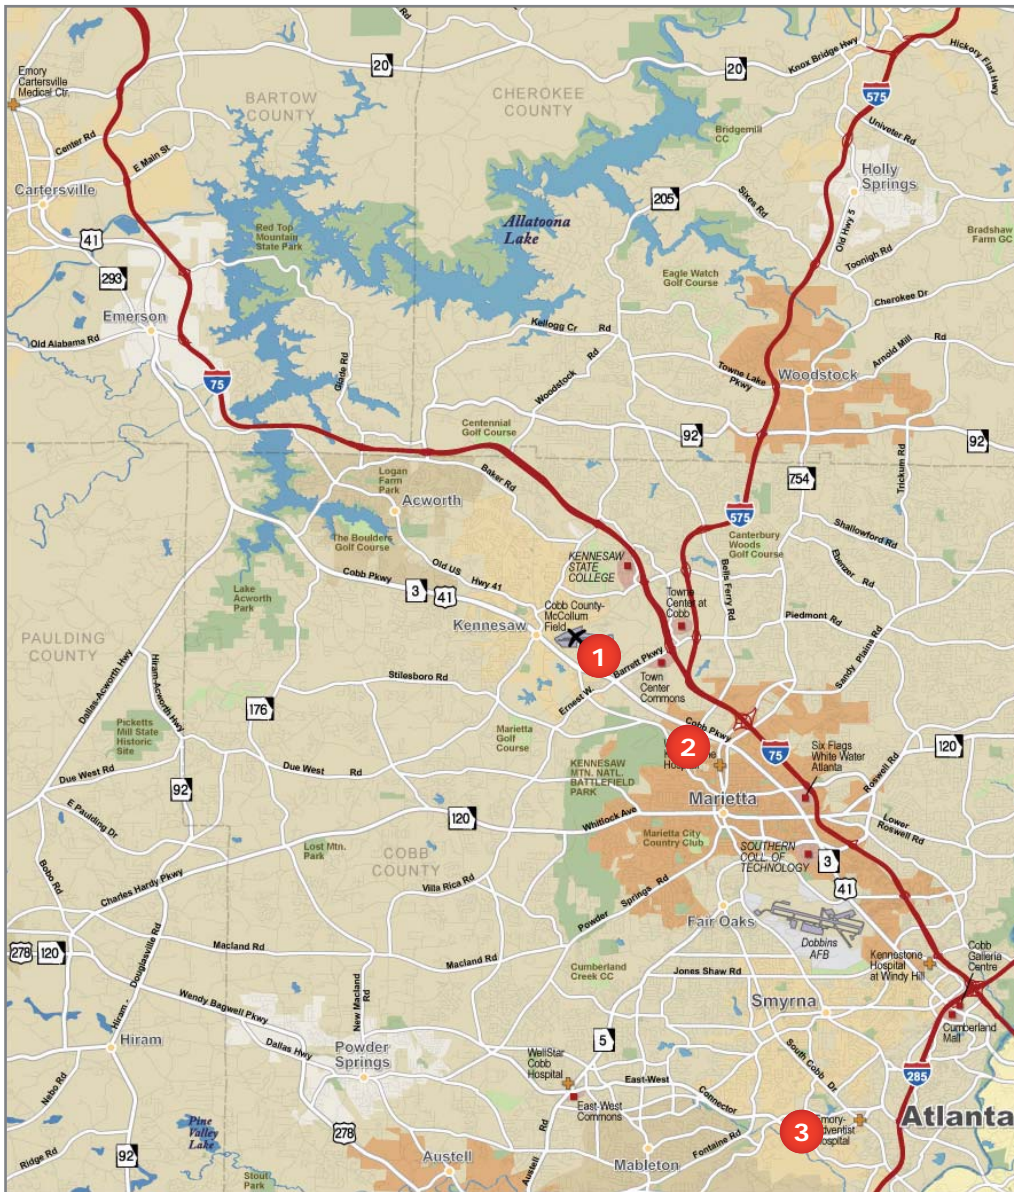 Emory
Cartersville
Medical Ctr.
20
BARTOW
COUNTY
CHEROKEE
COUNTY
20
Knox Bridge Hwy
Hickory Flat Hwy
575
Univeter Rd
Center Rd
E Main St
Bridgemill
CC
Holly
Springs
Cartersville
205
Sixes Rd
Old Hwy 5
41
Red Top
Mountain
State Park
Allatoona
Lake
Bradshaw
Farm GC
Toonigh Rd
293
Eagle Watch
Golf Course
Cherokee Dr
Emerson
Old Alabama Rd
Kellogg Cr Rd
Arnold Mill Rd
Glade Rd
Woodstock Rd
Towne Lake
Pkwy
Woodstock
75
Centennial
Golf Course
92
92
Baker Rd
Logan
Farm
Park
754
Trickum Rd
Acworth
575
Shallowford Rd
The Boulders
Golf Course
Canterbury
Woods
Golf Course
Old US Hwy 41
KENNESAW
STATE
COLLEGE
Ebenezer Rd
Cobb Pkwy
3
41
Bells Ferry Rd
Lake
Acworth
Park
Cobb County-
McCollum
Field
Towne
Center at
Cobb
Piedmont Rd
Kennesaw
PAULDING
COUNTY
1
Barrett Pkwy
Ernest W.
Sandy Plains Rd
Dallas-Acworth Hwy
Hiram-Acworth Hwy
Stilesboro Rd
Town
Center
Commons
176
Picketts
Mill State
Historic
Site
Marietta
Golf
Course
Cobb Pkwy
2
Hospital
75
Six Flags
White Water
Atlanta
120
Due West Rd
Due West Rd
KENNESAW
MTN. NATL.
BATTLEFIELD
PARK
Roswell Rd
92
Marietta
E Paulding Dr
120
Whitlock Ave
Lower
Roswell Rd
Lost Mtn.
Park
COBB
COUNTY
Marietta City
Country Club
SOUTHERN
COLL. OF
TECHNOLOGY
3
41
Bobo Rd
Charles Hardy Pkwy
Villa Rica Rd
Powder Springs Rd
Fair Oaks
Dobbins
AFB
278
120
Macland Rd
Macland Rd
Hiram - Douglasville Rd
Cumberland
Creek CC
Jones Shaw Rd
Kennestone
Hospital
at Windy Hill
Cobb
Galleria
Centre
Wendy Bagwell Pkwy
New Macland
Rd
Smyrna
Cumberland
Mall
Hiram
Dallas Hwy
Powder
Springs
5
WellStar
Cobb
Hospital
South Cobb Dr
285
East-West
Connector
East-West
Commons
Nebo Rd
Pine
Valley
Lake
278
3
Hospital
Atlanta
Fontaine Rd
Ridge Rd
92
Austell
Austell Rd
Mableton
Stout
Park